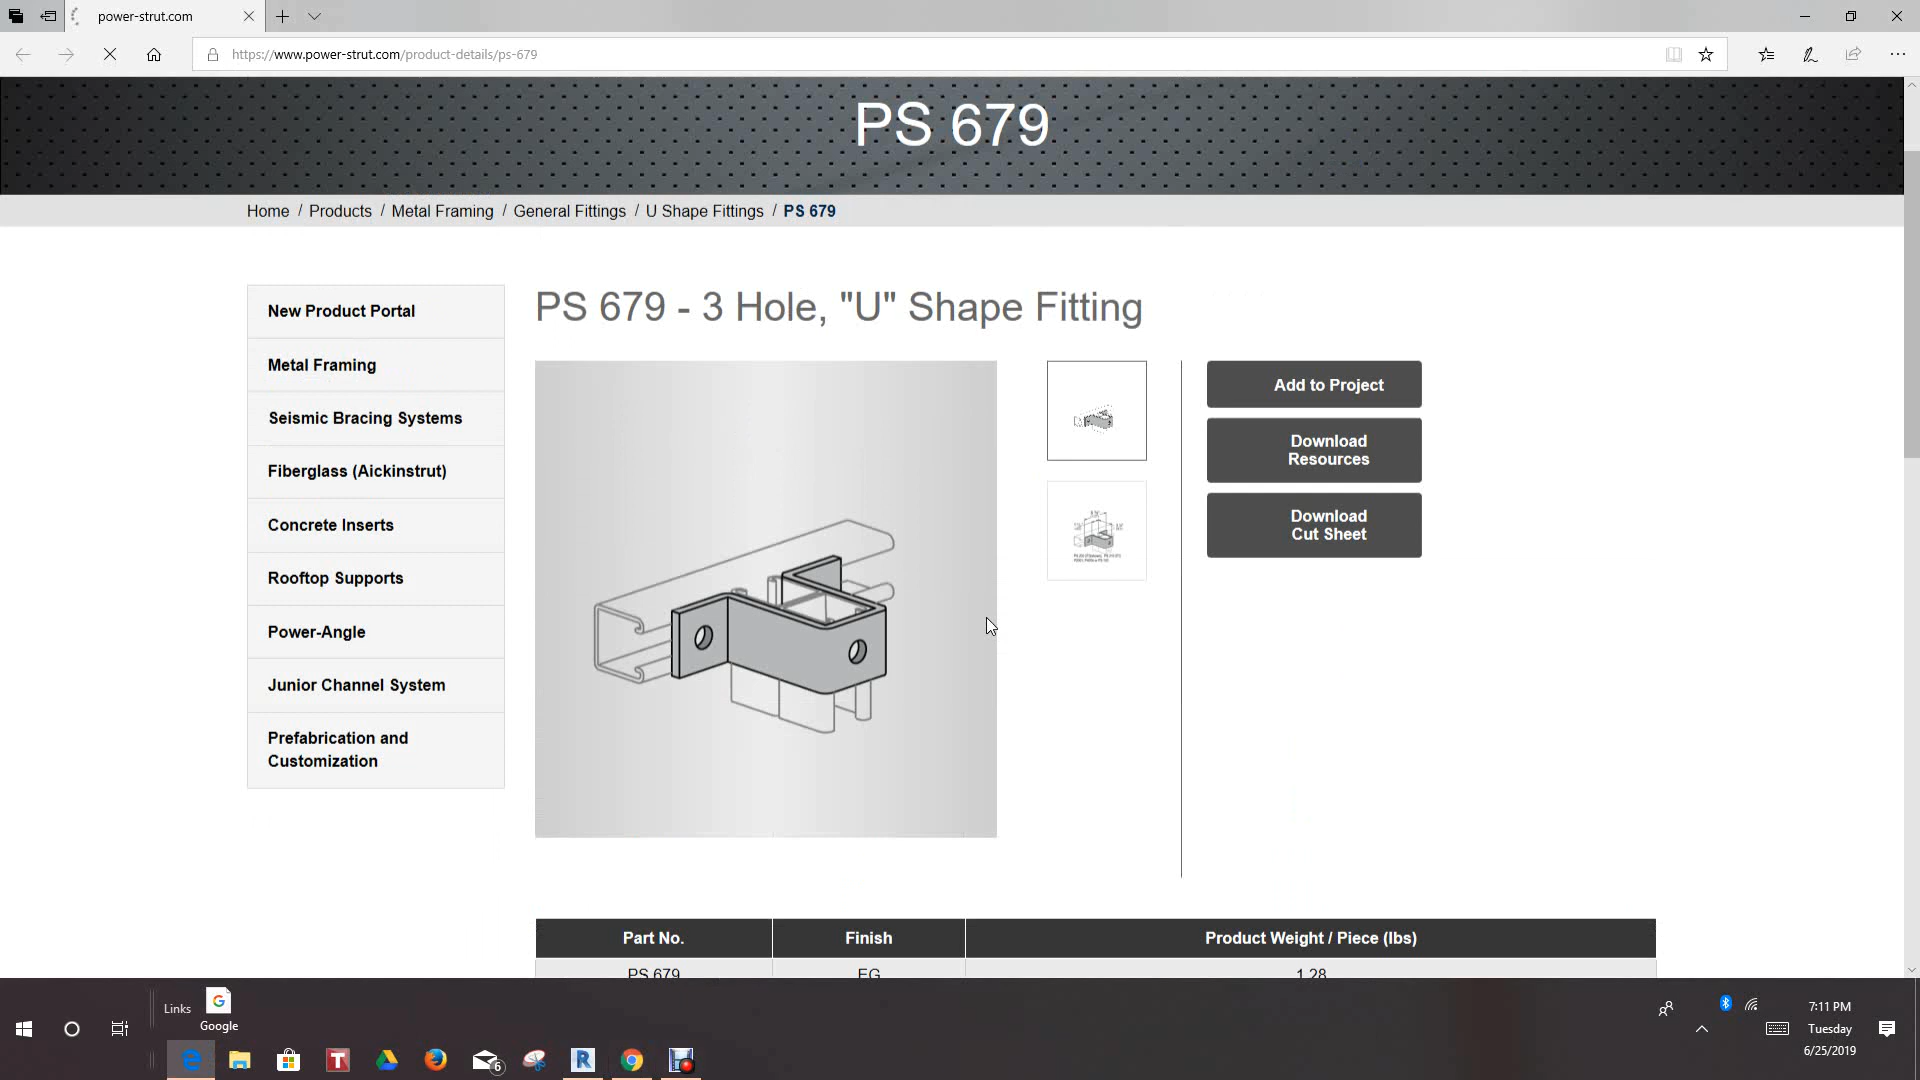 power-strut.com
https://www.power-strut.com/product-details/ps-679
PS 679
Home / Products / Metal Framing / General Fittings / U Shape Fittings / PS 679
New Product Portal
Metal Framing
Seismic Bracing Systems
Fiberglass (Aickinstrut)
Concrete Inserts
Rooftop Supports
Power-Angle
Junior Channel System
Prefabrication and
Customization
PS 679 - 3 Hole, "U" Shape Fitting
Add to Project
Download
Resources
Download
Cut Sheet
Part No. Finish Product Weight / Piece (lbs)
PS 679 EG 1.28
Links
Google
6
7:11 PM
Tuesday
6/25/2019